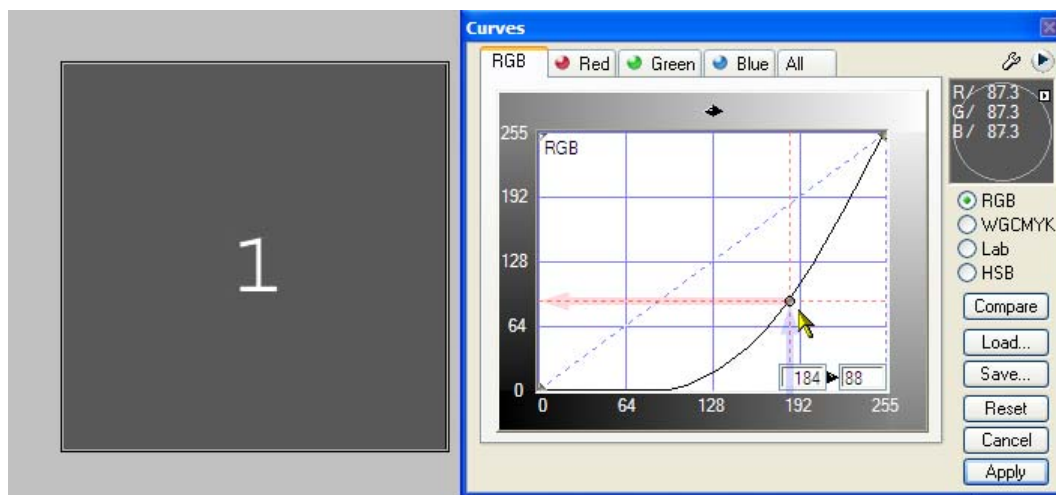 1
Curves
RGB Red Green Blue All
R/ 87.3
G/ 87.3
B/ 87.3
255
RGB
192
128
64
0
184 88
0 64 128 192 255
RGB
WGCMYK
Lab
HSB
Compare
Load...
Save...
Reset
Cancel
Apply